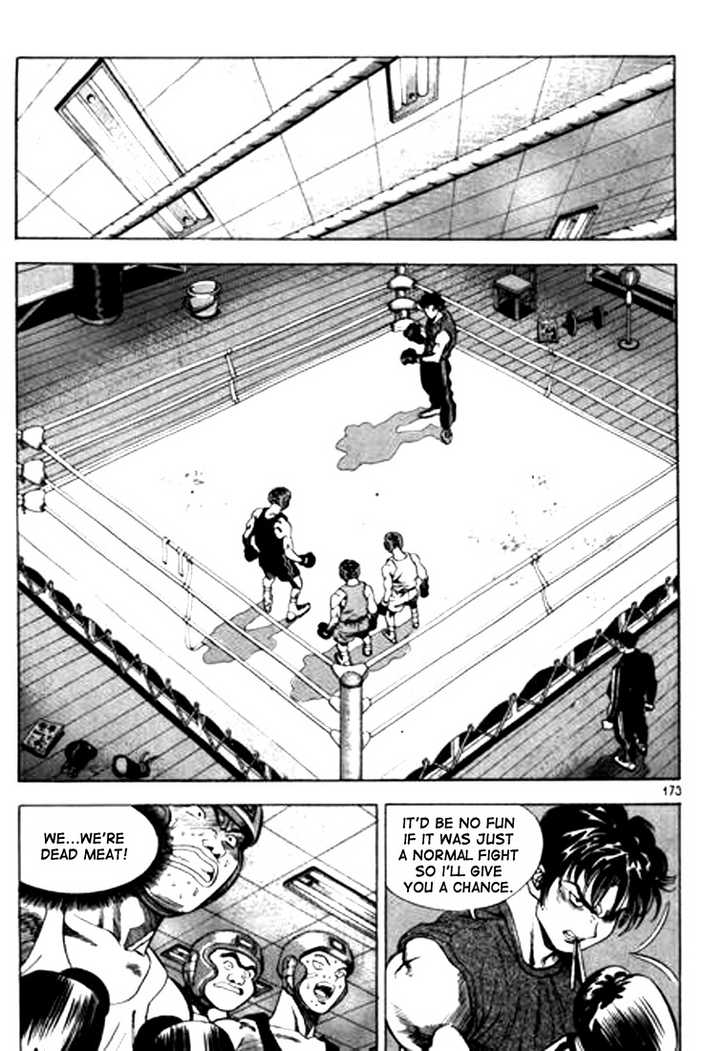 173
WE...WE'RE
DEAD MEAT!
IT'D BE NO FUN
IF IT WAS JUST
A NORMAL FIGHT
SO I'LL GIVE
YOU A CHANCE.